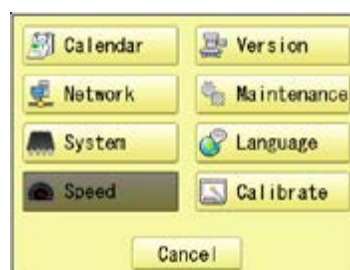 Calendar
Version
Network
Maintenance
System
Language
Speed
Calibrate
Cancel